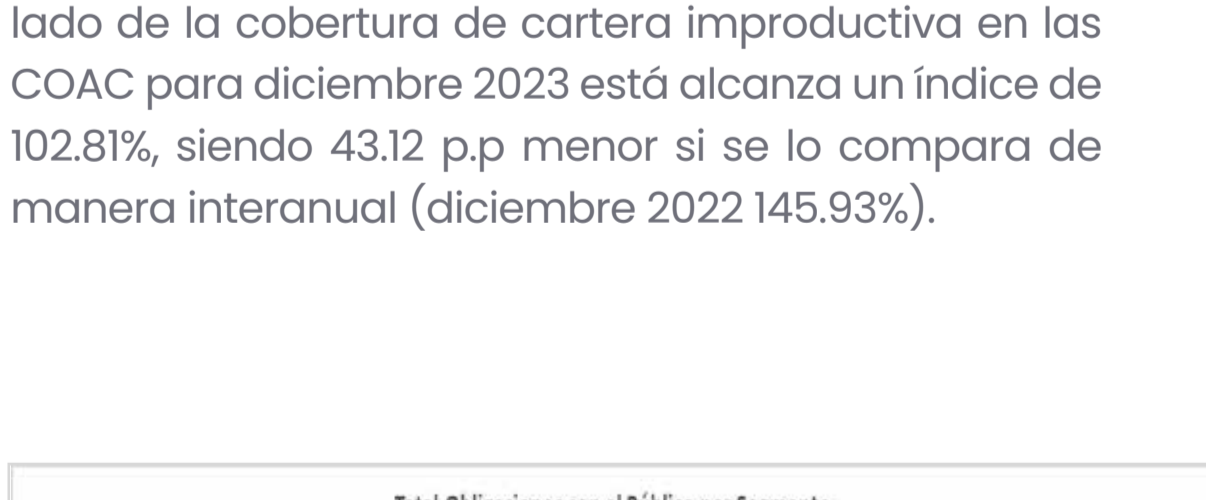 lado de la cobertura de cartera improductiva en las
COAC para diciembre 2023 está alcanza un índice de
102.81%, siendo 43.12 p.p menor si se lo compara de
manera interanual (diciembre 2022 145.93%).